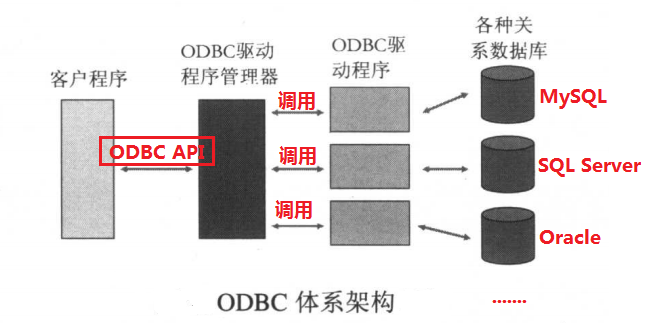 客户程序
ODBC驱动
程序管理器
ODBC驱
动程序
各种关
系数据库
ODBC API
调用
调用
调用
MySQL
SQL Server
Oracle
.......
ODBC 体系架构